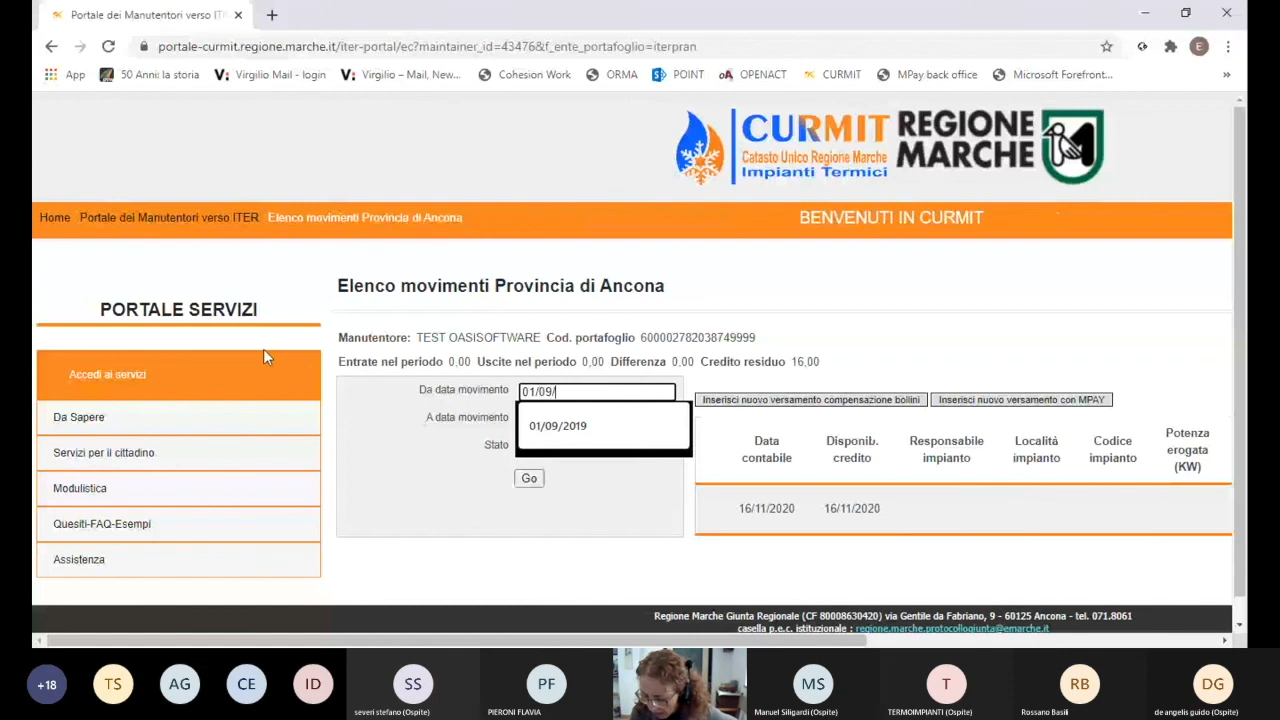 Portale dei Manutentori verso ITE
portale-curmit.regione.marche.it/iter-portal/ec?maintainer_id=43476&f_ente_portafoglio=iterpran
E
App 50 Anni: la storia Virgilio Mail - login Virgilio – Mail, New... Cohesion Work ORMA POINT OPENACT CURMIT MPay back office Microsoft Forefront... »
CURMIT
Catasto Unico Regione Marche
Impianti Termici
REGIONE
MARCHE
Home Portale dei Manutentori verso ITER Elenco movimenti Provincia di Ancona BENVENUTI IN CURMIT
PORTALE SERVIZI
Accedi ai servizi
Da Sapere
Servizi per il cittadino
Modulistica
Quesiti-FAQ-Esempi
Assistenza
Elenco movimenti Provincia di Ancona
Manutentore: TEST OASISOFTWARE Cod. portafoglio 600002782038749999
Entrate nel periodo 0,00 Uscite nel periodo 0,00 Differenza 0,00 Credito residuo 16,00
Da data movimento 01/09/
01/09/2019
A data movimento
Stato
Go
Inserisci nuovo versamento compensazione bollini Inserisci nuovo versamento con MPAY
Data contabile
Disponib. credito
Responsabile impianto
Località impianto
Codice impianto
Potenza erogata (KW)
16/11/2020 16/11/2020
Regione Marche Giunta Regionale (CF 80008630420) via Gentile da Fabriano, 9 - 60125 Ancona - tel. 071.8061
casella p.e.c. istituzionale : regione.marche.protocollogiunta@emarche.it
+18 TS AG CE ID SS PF MS T RB DG
severi stefano (Ospite) PIERONI FLAVIA Manuel Siligardi (Ospite) TERMOIMPIANTI (Ospite) Rossano Basili de angelis guido (Ospite)